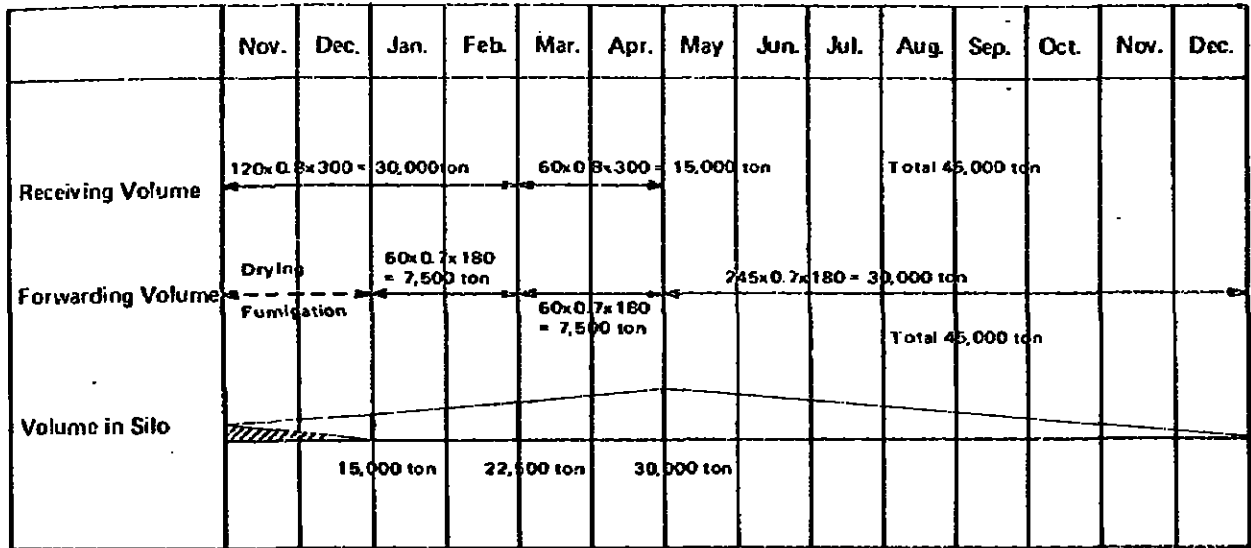 Nov. Dec. Jan. Feb. Mar. Apr. May Jun. Jul. Aug. Sep. Oct. Nov. Dec.
Receiving Volume
120x0.8x300 = 30,000ton
60x0.8x300 = 15,000 ton
Total 45,000 ton
Forwarding Volume
Drying
Fumigation
60x0.7x180
= 7,500 ton
60x0.7x180
= 7,500 ton
245x0.7x180 = 30,000 ton
Total 45,000 ton
Volume in Silo
15,000 ton 22,500 ton 30,000 ton